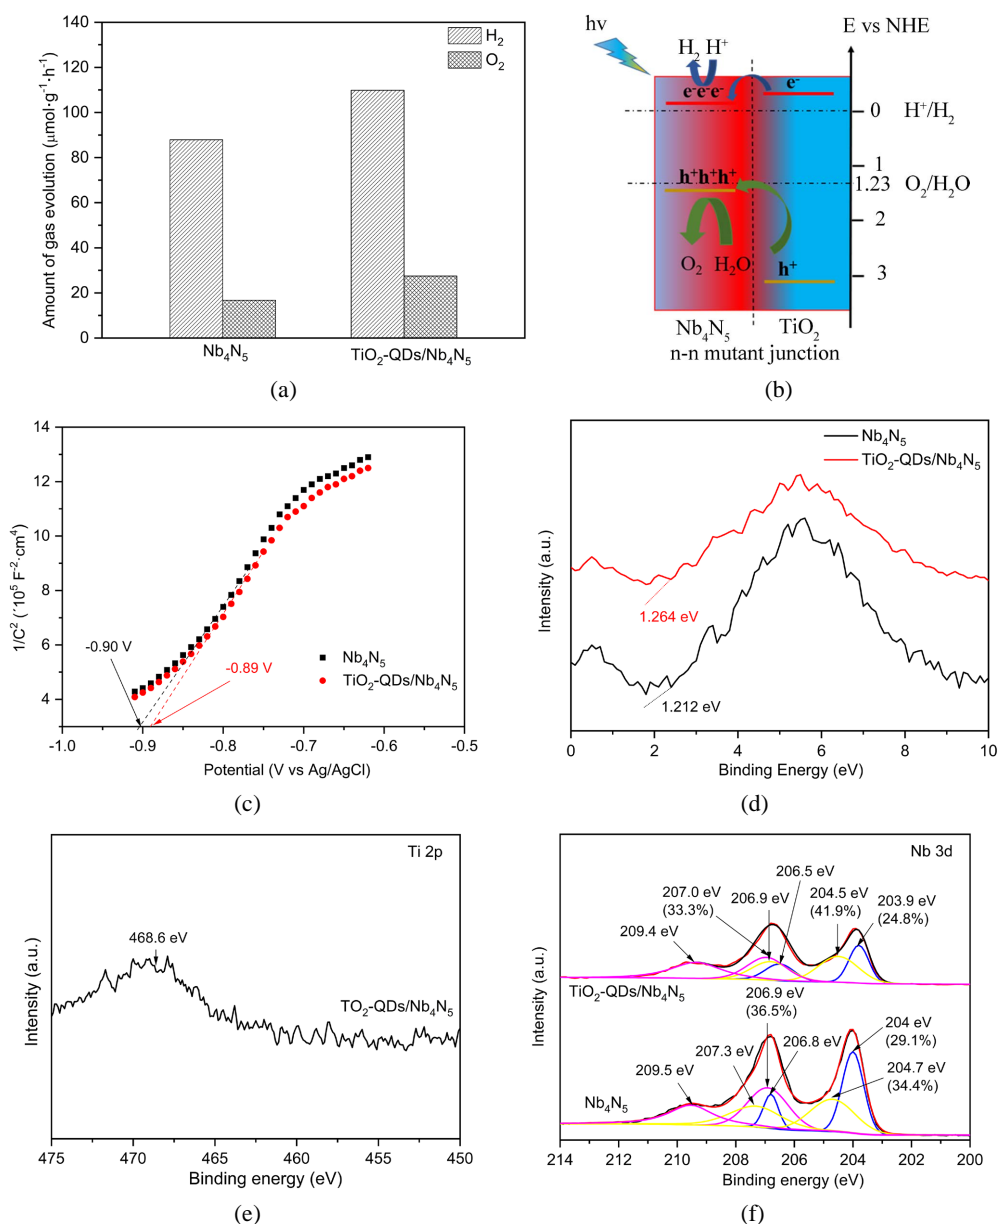 140
120
100
80
60
40
20
0
Amount of gas evolution (μmol·g⁻¹·h⁻¹)
H₂
O₂
Nb₄N₅
TiO₂-QDs/Nb₄N₅
(a)
hν
E vs NHE
H₂ H⁺
e⁻e⁻e⁻
e⁻
0 H⁺/H₂
1
h⁺h⁺h⁺
1.23 O₂/H₂O
2
O₂ H₂O
h⁺
3
Nb₄N₅ TiO₂
n-n mutant junction
(b)
14
12
10
8
6
4
1/C² (´10⁵ F⁻²·cm⁴)
-0.90 V
-0.89 V
Nb₄N₅
TiO₂-QDs/Nb₄N₅
-1.0 -0.9 -0.8 -0.7 -0.6 -0.5
Potential (V vs Ag/AgCl)
(c)
Nb₄N₅
TiO₂-QDs/Nb₄N₅
Intensity (a.u.)
1.264 eV
1.212 eV
0 2 4 6 8 10
Binding Energy (eV)
(d)
Ti 2p
468.6 eV
Intensity (a.u.)
TO₂-QDs/Nb₄N₅
475 470 465 460 455 450
Binding energy (eV)
(e)
Nb 3d
206.5 eV
207.0 eV
(33.3%)
206.9 eV
204.5 eV
(41.9%)
203.9 eV
(24.8%)
209.4 eV
Intensity (a.u.)
TiO₂-QDs/Nb₄N₅
206.9 eV
(36.5%)
204 eV
(29.1%)
207.3 eV
206.8 eV
209.5 eV
204.7 eV
(34.4%)
Nb₄N₅
214 212 210 208 206 204 202 200
Binding energy (eV)
(f)